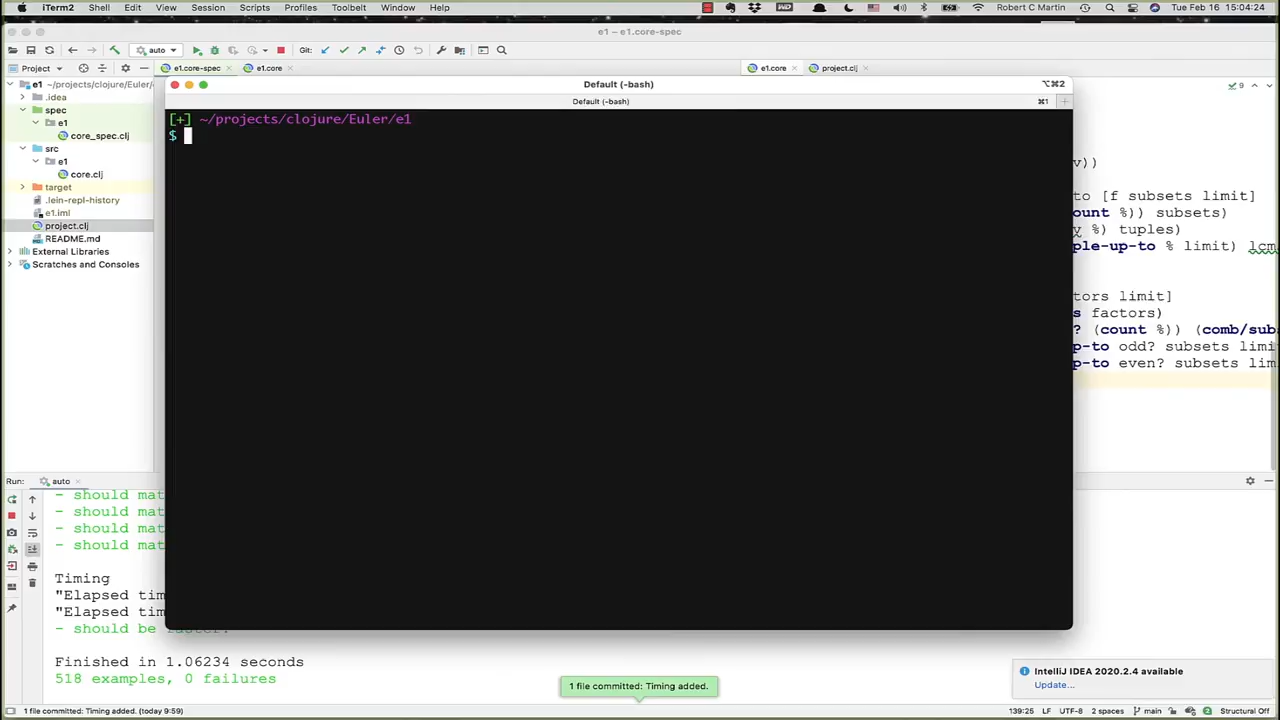 iTerm2 Shell Edit View Session Scripts Profiles Toolbelt Window Help Robert C Martin Tue Feb 16 15:04:24
e1 – e1.core-spec
auto Git:
Project e1.core-spec e1.core e1.core project.clj
e1 ~/projects/clojure/Euler/
.idea
spec
e1
core_spec.clj
src
e1
core.clj
target
.lein-repl-history
e1.iml
project.clj
README.md
External Libraries
Scratches and Consoles
Default (-bash) ⌥⌘2
Default (-bash) ⌘1
[+] ~/projects/clojure/Euler/e1
$
9
v))
to [f subsets limit]
ount %)) subsets)
y %) tuples)
ple-up-to % limit) lcm
tors limit]
s factors)
? (count %)) (comb/sub
p-to odd? subsets limi
p-to even? subsets lim
Run: auto
- should mat
- should mat
- should mat
- should mat
Timing
"Elapsed tim
"Elapsed tim
- should be faster.
Finished in 1.06234 seconds
518 examples, 0 failures
1 file committed: Timing added.
IntelliJ IDEA 2020.2.4 available
Update...
1 file committed: Timing added. (today 9:59) 139:25 LF UTF-8 2 spaces main Structural Off